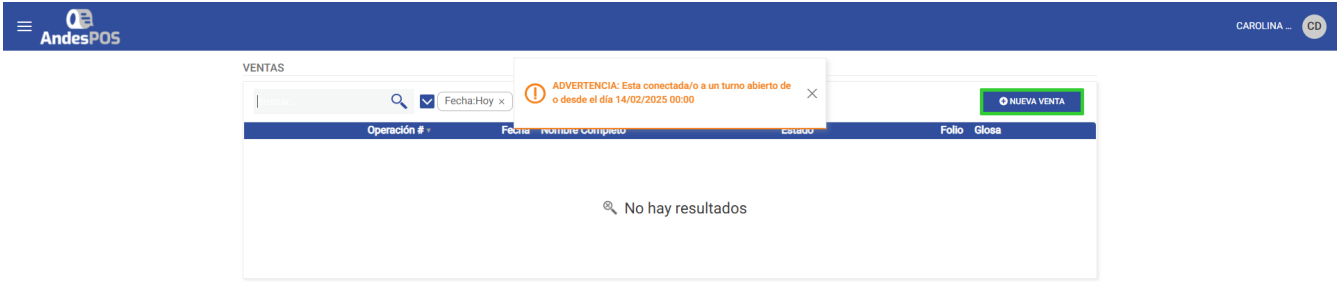 AndesPOS
CAROLINA ... CD
VENTAS
ADVERTENCIA: Esta conectada/o a un turno abierto de
o desde el día 14/02/2025 00:00
Fecha:Hoy ×
NUEVA VENTA
Operación # Fecha Nombre Completo Estado Folio Glosa
No hay resultados